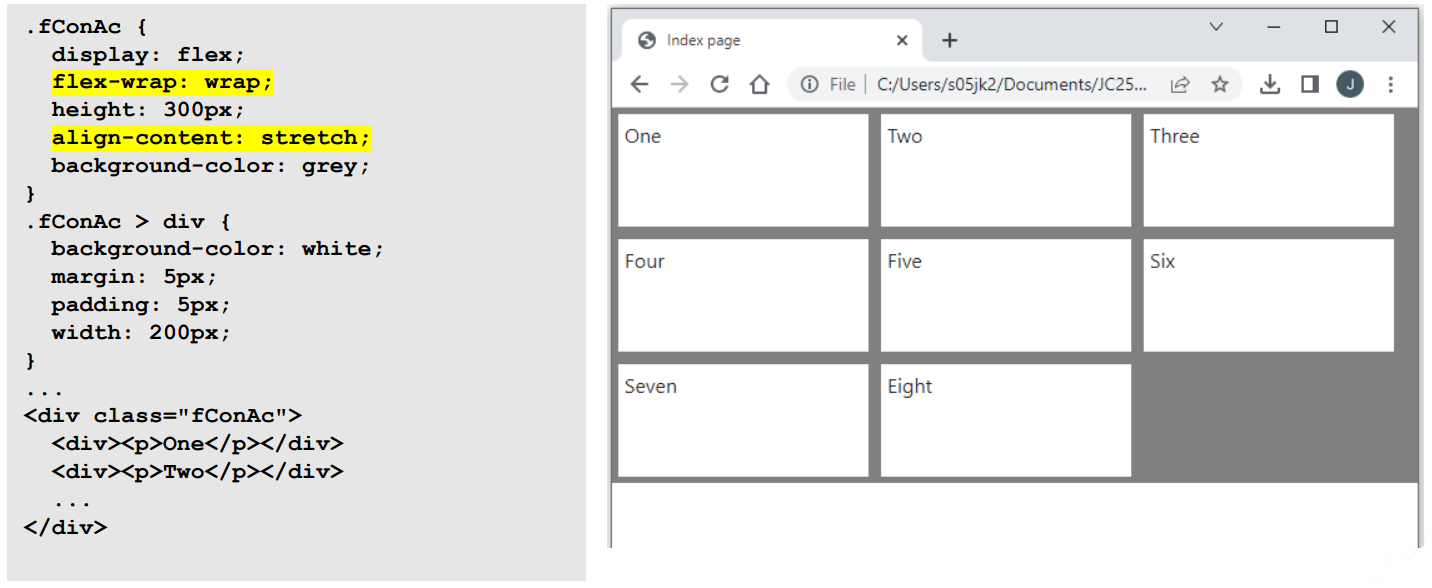 .fConAc {
  display: flex;
  flex-wrap: wrap;
  height: 300px;
  align-content: stretch;
  background-color: grey;
}
.fConAc > div {
  background-color: white;
  margin: 5px;
  padding: 5px;
  width: 200px;
}
...
<div class="fConAc">
  <div><p>One</p></div>
  <div><p>Two</p></div>
  ...
</div>
Index page
File C:/Users/s05jk2/Documents/JC25... J
One Two Three
Four Five Six
Seven Eight